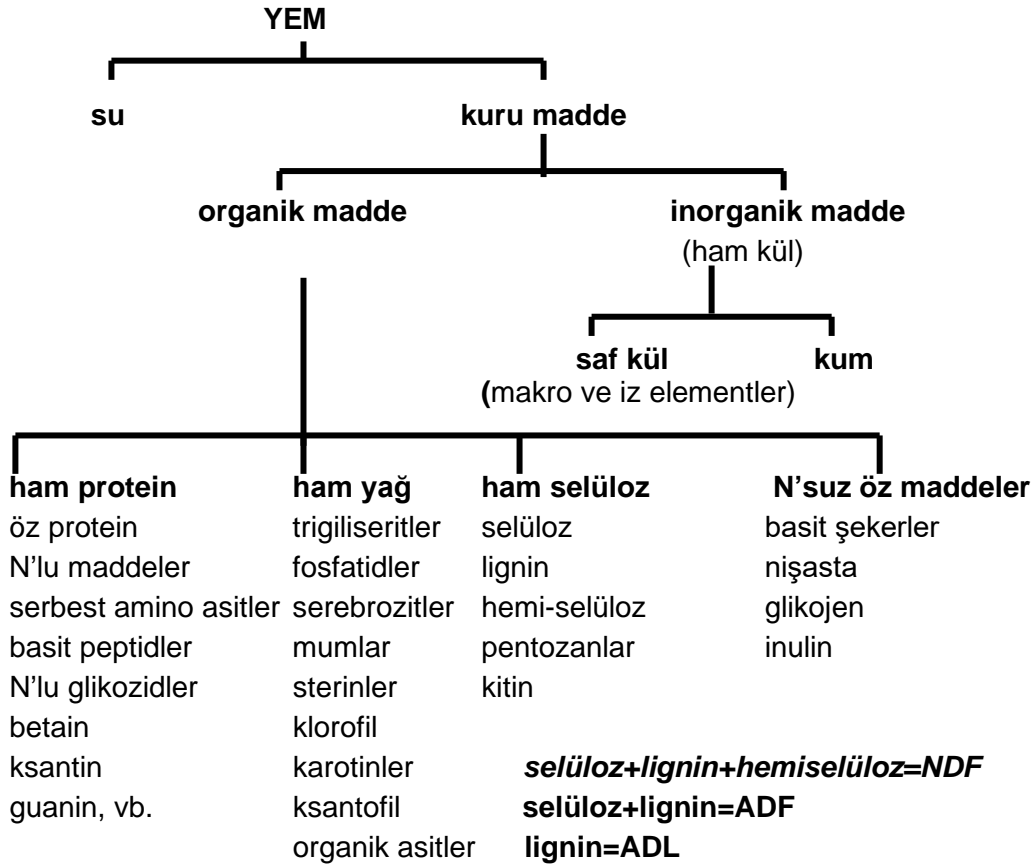 YEM
su kuru madde
organik madde inorganik madde
(ham kül)
saf kül kum
(makro ve iz elementler)
ham protein ham yağ ham selüloz N'suz öz maddeler
öz protein trigiliseritler selüloz basit şekerler
N'lu maddeler fosfatidler lignin nişasta
serbest amino asitler serebrozitler hemi-selüloz glikojen
basit peptidler mumlar pentozanlar inulin
N'lu glikozidler sterinler kitin
betain klorofil
ksantin karotinler selüloz+lignin+hemiselüloz=NDF
guanin, vb. ksantofil selüloz+lignin=ADF
organik asitler lignin=ADL